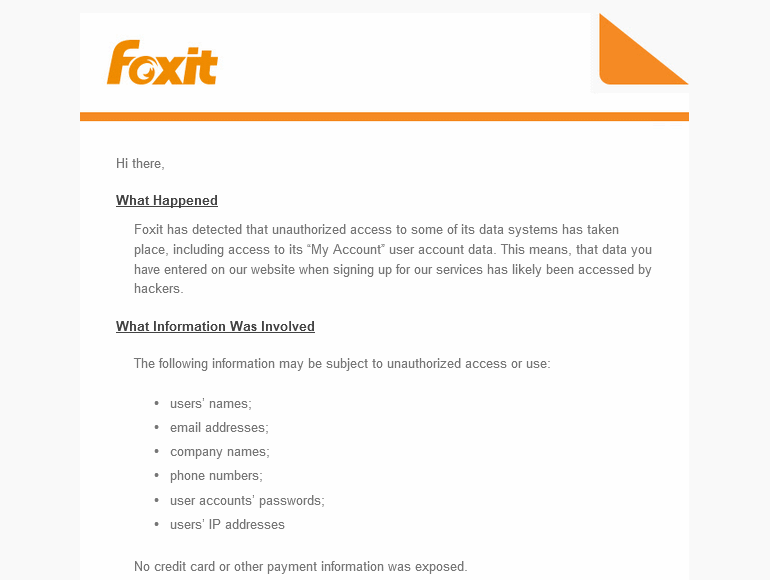 Foxit
Hi there,
What Happened
Foxit has detected that unauthorized access to some of its data systems has taken
place, including access to its “My Account” user account data. This means, that data you
have entered on our website when signing up for our services has likely been accessed by
hackers.
What Information Was Involved
The following information may be subject to unauthorized access or use:
• users’ names;
• email addresses;
• company names;
• phone numbers;
• user accounts’ passwords;
• users’ IP addresses
No credit card or other payment information was exposed.